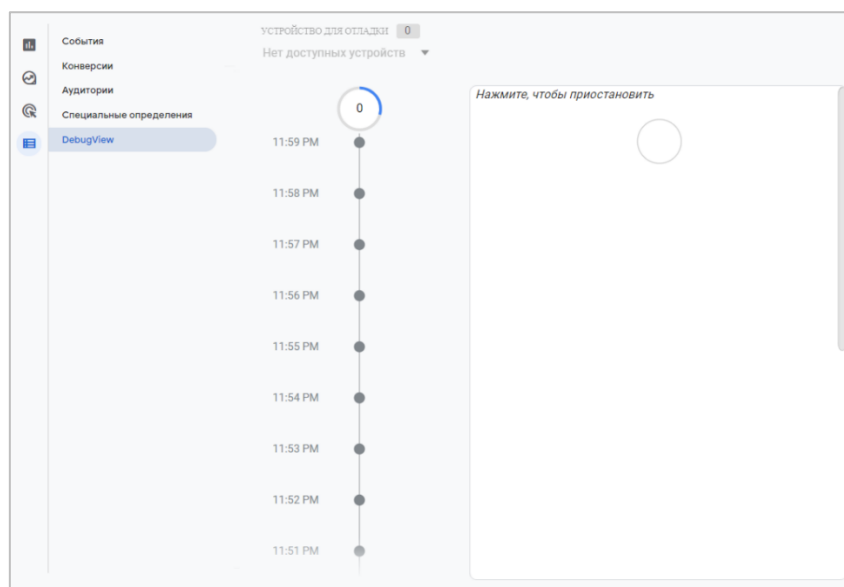 События
Конверсии
Аудитории
Специальные определения
DebugView
УСТРОЙСТВО ДЛЯ ОТЛАДКИ 0
Нет доступных устройств
0
11:59 PM
11:58 PM
11:57 PM
11:56 PM
11:55 PM
11:54 PM
11:53 PM
11:52 PM
11:51 PM
Нажмите, чтобы приостановить